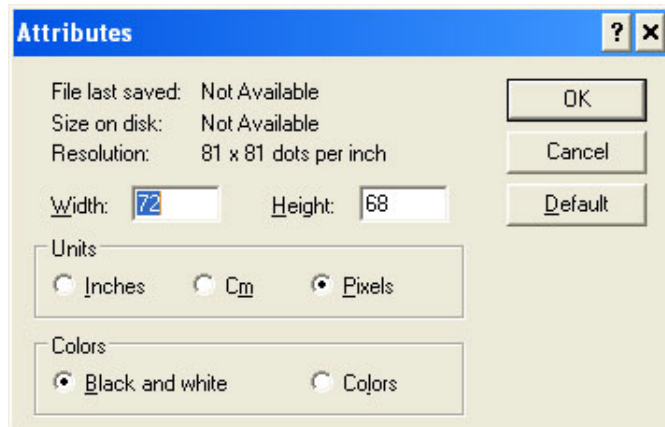 Attributes
File last saved: Not Available
OK
Size on disk: Not Available
Resolution: 81 x 81 dots per inch
Cancel
Width: 72 Height: 68
Default
Units
Inches Cm Pixels
Colors
Black and white Colors